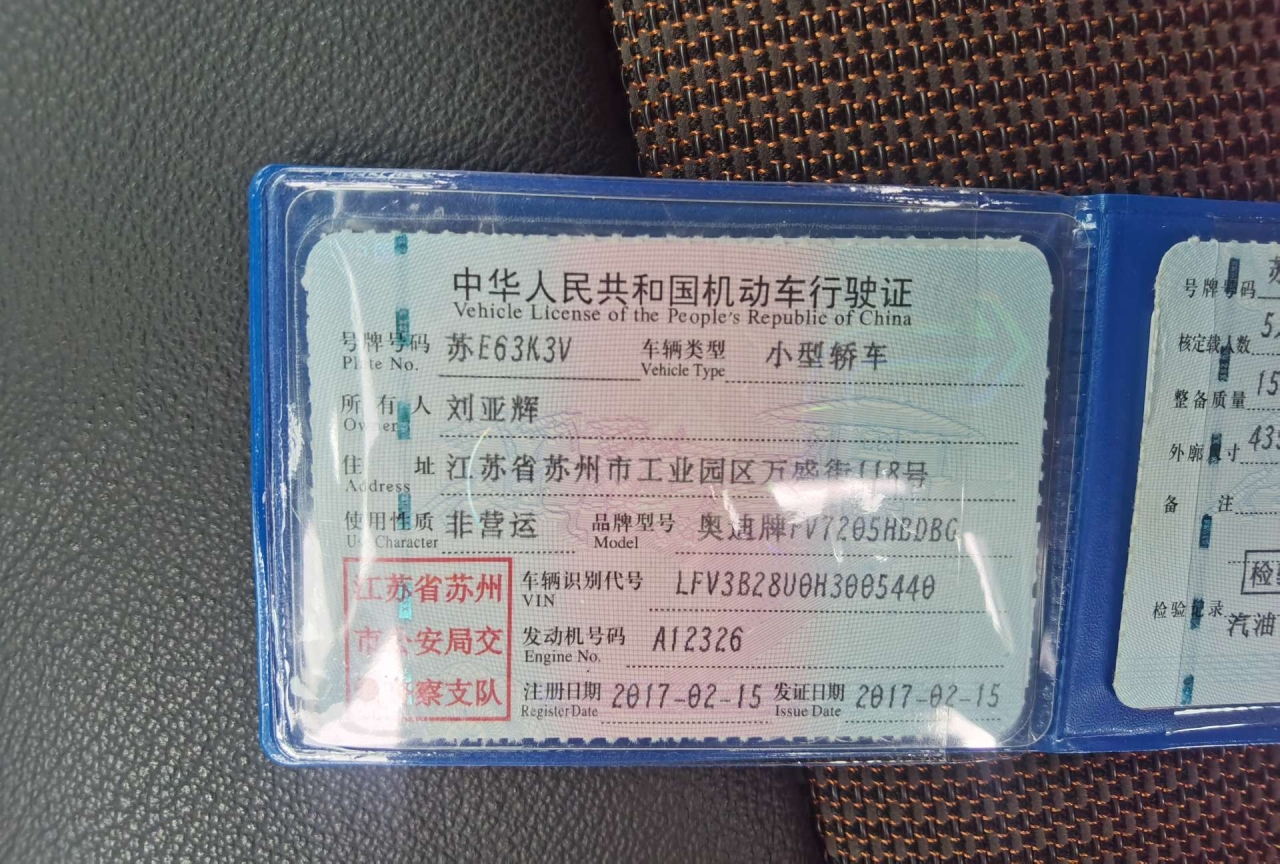 中华人民共和国机动车行驶证
Vehicle License of the People's Republic of China
号牌号码 苏E63K3V 车辆类型 小型轿车
Plate No. Vehicle Type
所有人 刘亚辉
Owner
住址 江苏省苏州市工业园区万盛街118号
Address
使用性质 非营运 品牌型号 奥迪牌FV7205HBDBG
Use Character Model
江苏省苏州
市公安局交
警察支队
车辆识别代号 LFV3B28U0H3005440
VIN
发动机号码 A12326
Engine No.
注册日期 2017-02-15 发证日期 2017-02-15
Register Date Issue Date
号牌号码 苏
核定载人数 5
整备质量 15
外廓尺寸 43
备注
检验记录
检
汽油